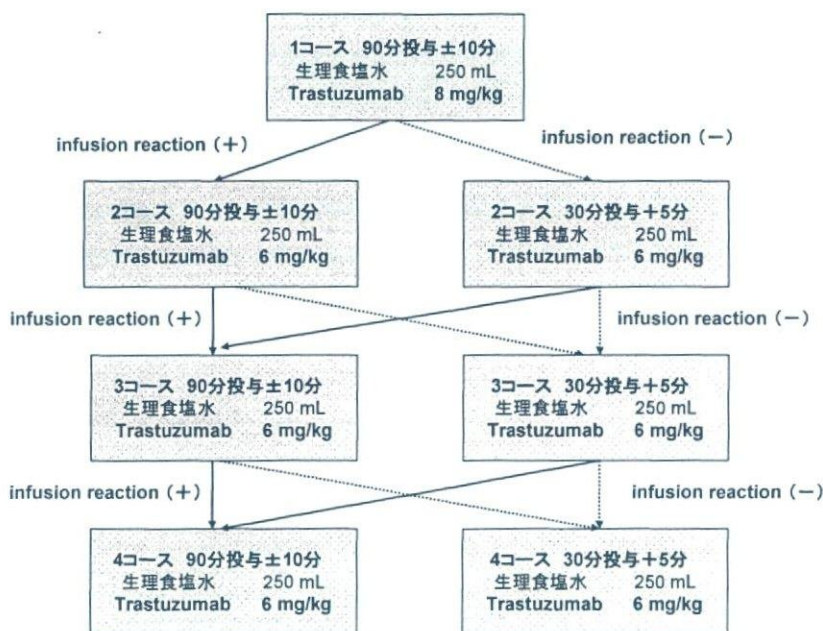 1コース 90分投与±10分
生理食塩水 250 mL
Trastuzumab 8 mg/kg
infusion reaction (+)
infusion reaction (−)
2コース 90分投与±10分
生理食塩水 250 mL
Trastuzumab 6 mg/kg
2コース 30分投与+5分
生理食塩水 250 mL
Trastuzumab 6 mg/kg
infusion reaction (+)
infusion reaction (−)
3コース 90分投与±10分
生理食塩水 250 mL
Trastuzumab 6 mg/kg
3コース 30分投与+5分
生理食塩水 250 mL
Trastuzumab 6 mg/kg
infusion reaction (+)
infusion reaction (−)
4コース 90分投与±10分
生理食塩水 250 mL
Trastuzumab 6 mg/kg
4コース 30分投与+5分
生理食塩水 250 mL
Trastuzumab 6 mg/kg